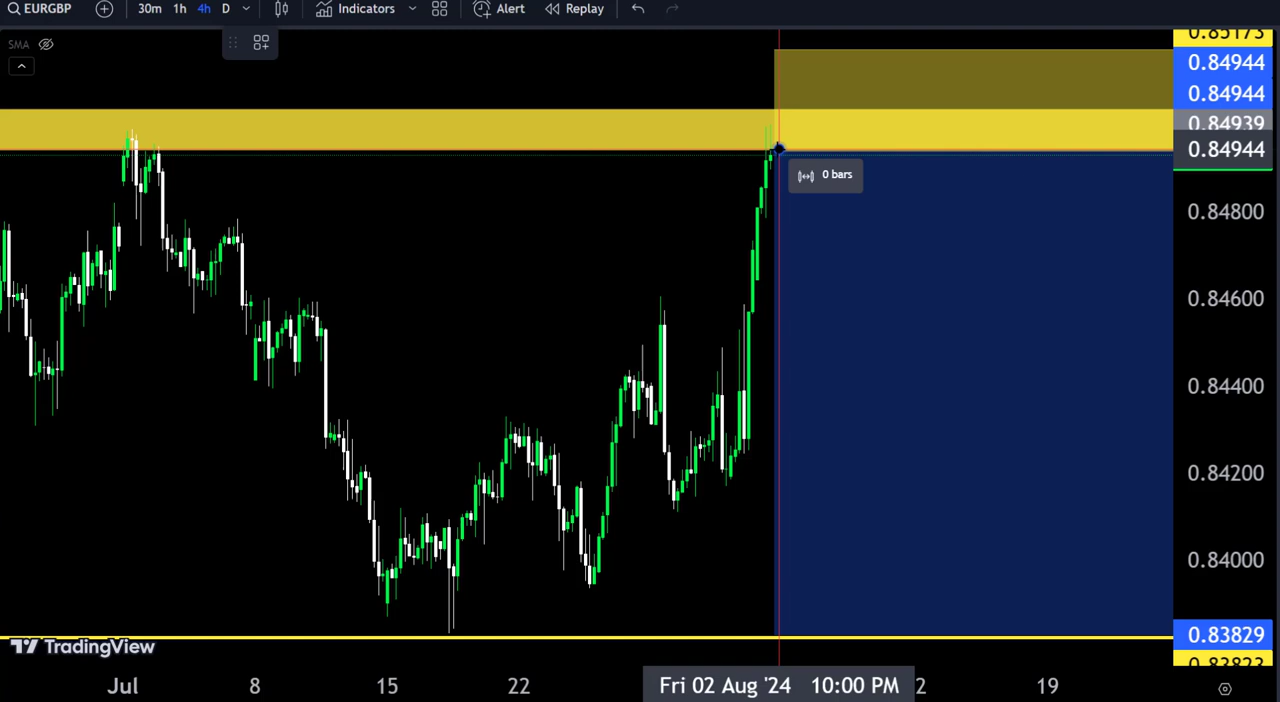 EURGBP 30m 1h 4h D Indicators Alert Replay
SMA
0.85173
0.84944
0.84944
0.84939
0.84944
0 bars
0.84800
0.84600
0.84400
0.84200
0.84000
0.83829
0.83823
TradingView
Jul 8 15 22 Fri 02 Aug '24 10:00 PM 2 19